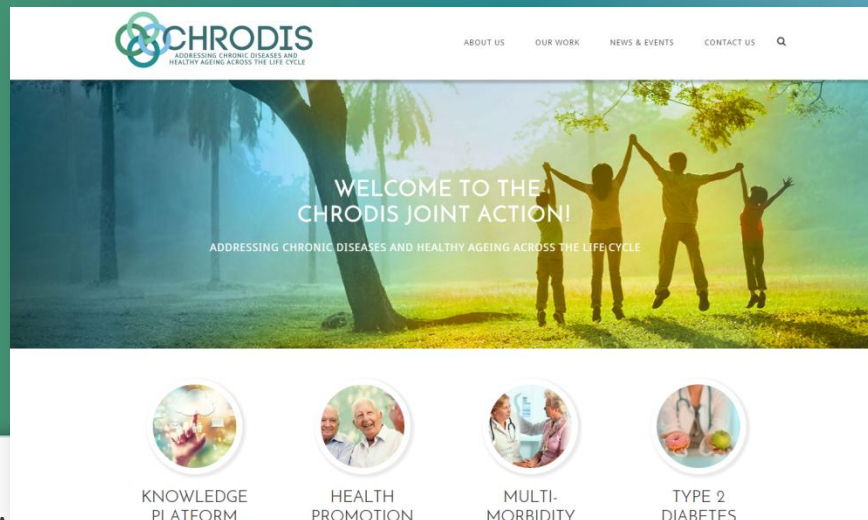 CHRODIS
ADDRESSING CHRONIC DISEASES AND
HEALTHY AGEING ACROSS THE LIFE CYCLE
ABOUT US OUR WORK NEWS & EVENTS CONTACT US
WELCOME TO THE
CHRODIS JOINT ACTION!
ADDRESSING CHRONIC DISEASES AND HEALTHY AGEING ACROSS THE LIFE CYCLE
KNOWLEDGE
PLATFORM
HEALTH
PROMOTION
MULTI-
MORBIDITY
TYPE 2
DIABETES